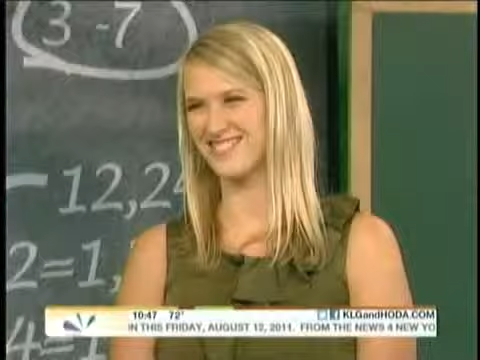 3 -7
12,24
2=1,
4=
10:47 72° KLGandHODA.COM
IN THIS FRIDAY, AUGUST 12, 2011. FROM THE NEWS 4 NEW YO